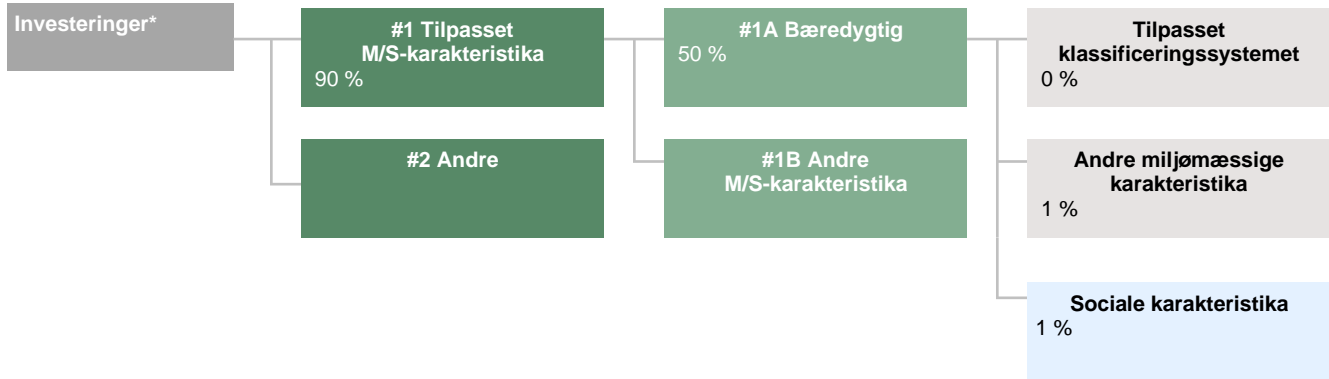 Investeringer*
#1 Tilpasset
M/S-karakteristika
90 %
#2 Andre
#1A Bæredygtig
50 %
#1B Andre
M/S-karakteristika
Tilpasset
klassificeringssystemet
0 %
Andre miljømæssige
karakteristika
1 %
Sociale karakteristika
1 %